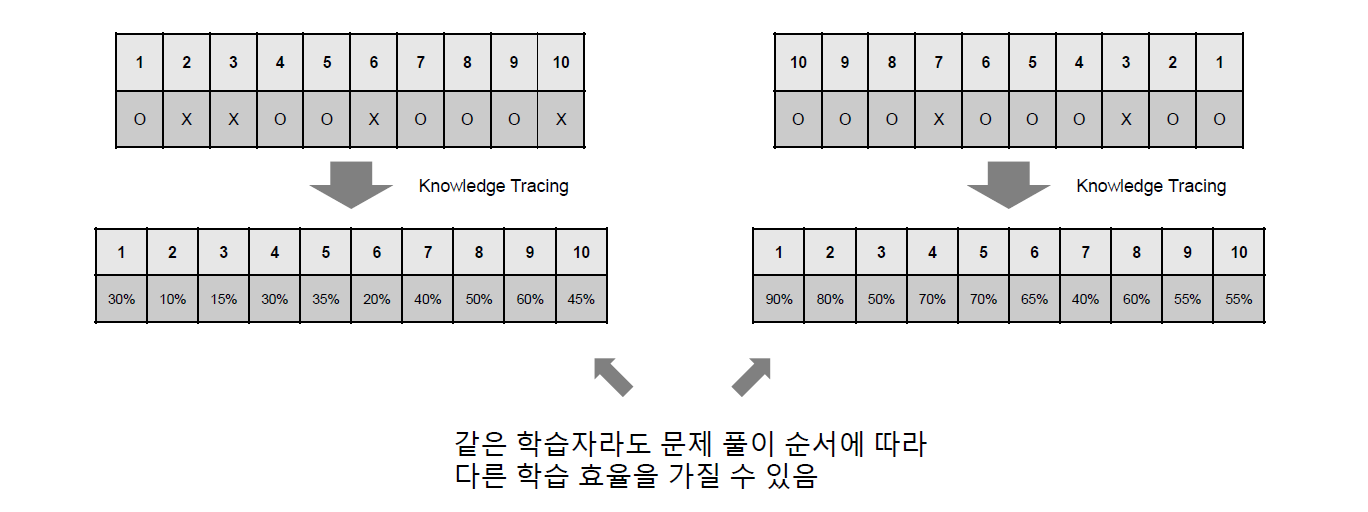 1 2 3 4 5 6 7 8 9 10
O X X O O X O O O X
Knowledge Tracing
1 2 3 4 5 6 7 8 9 10
30% 10% 15% 30% 35% 20% 40% 50% 60% 45%
10 9 8 7 6 5 4 3 2 1
O O O X O O O X O O
Knowledge Tracing
1 2 3 4 5 6 7 8 9 10
90% 80% 50% 70% 70% 65% 40% 60% 55% 55%
같은 학습자라도 문제 풀이 순서에 따라
다른 학습 효율을 가질 수 있음